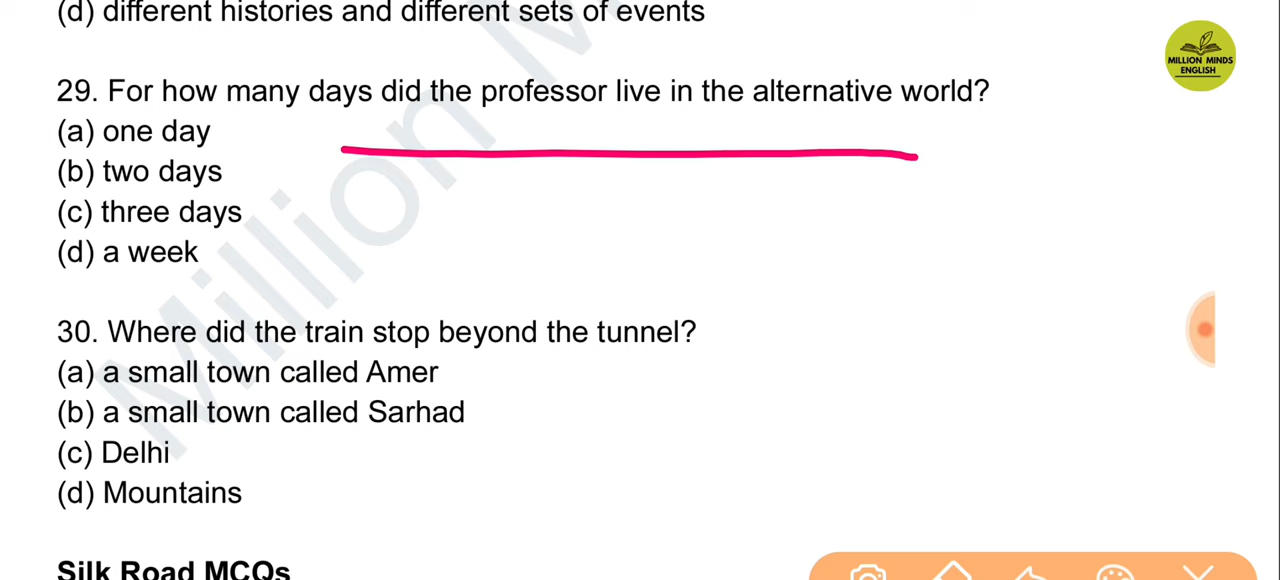 (d) different histories and different sets of events
MILLION MINDS
ENGLISH
29. For how many days did the professor live in the alternative world?
(a) one day
(b) two days
(c) three days
(d) a week
30. Where did the train stop beyond the tunnel?
(a) a small town called Amer
(b) a small town called Sarhad
(c) Delhi
(d) Mountains
Silk Road MCQs
Million M